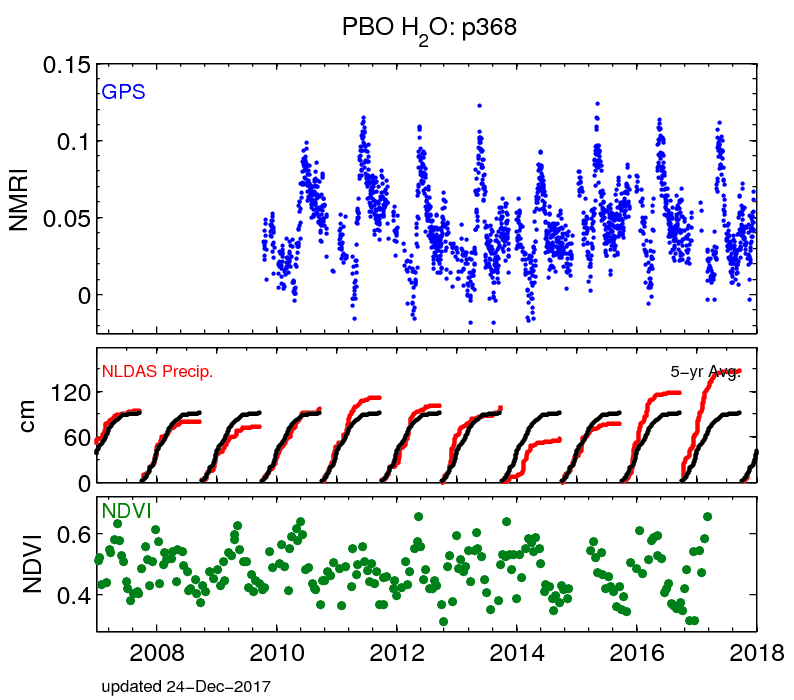 PBO H2O: p368
0.15
GPS
0.1
NMRI
0.05
0
NLDAS Precip.
5-yr Avg.
120
cm
60
0
NDVI
0.6
NDVI
0.4
2008 2010 2012 2014 2016 2018
updated 24-Dec-2017